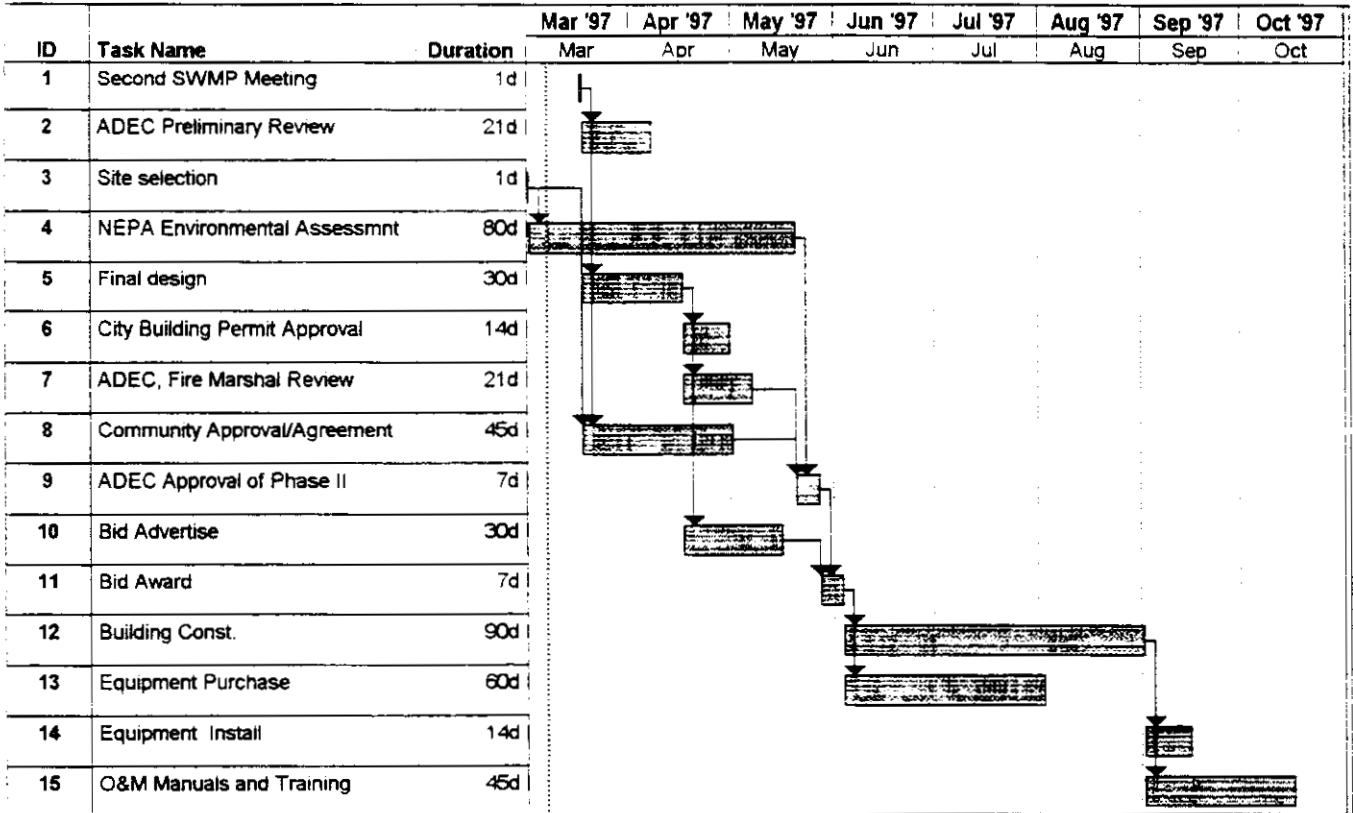 Mar '97 Apr '97 May '97 Jun '97 Jul '97 Aug '97 Sep '97 Oct '97
ID Task Name Duration Mar Apr May Jun Jul Aug Sep Oct
1 Second SWMP Meeting 1d
2 ADEC Preliminary Review 21d
3 Site selection 1d
4 NEPA Environmental Assessmnt 80d
5 Final design 30d
6 City Building Permit Approval 14d
7 ADEC, Fire Marshal Review 21d
8 Community Approval/Agreement 45d
9 ADEC Approval of Phase II 7d
10 Bid Advertise 30d
11 Bid Award 7d
12 Building Const. 90d
13 Equipment Purchase 60d
14 Equipment Install 14d
15 O&M Manuals and Training 45d